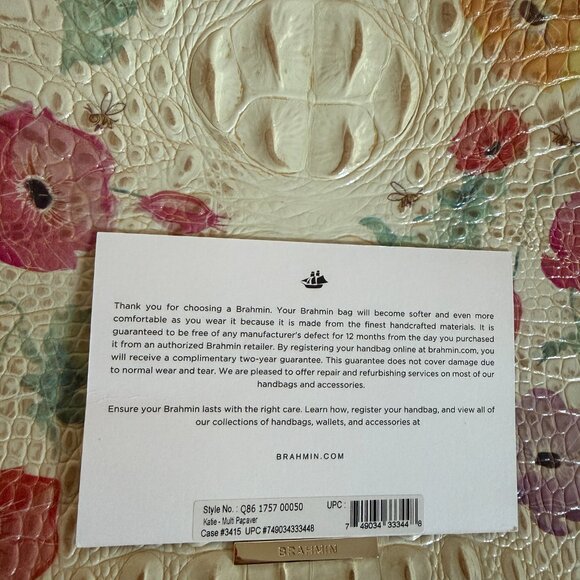 Thank you for choosing a Brahmin. Your Brahmin bag will become softer and even more
comfortable as you wear it because it is made from the finest handcrafted materials. It is
guaranteed to be free of any manufacturer's defect for 12 months from the day you purchased
it from an authorized Brahmin retailer. By registering your handbag online at brahmin.com, you
will receive a complimentary two-year guarantee. This guarantee does not cover damage due
to normal wear and tear. We are pleased to offer repair and refurbishing services on most of our
handbags and accessories.
Ensure your Brahmin lasts with the right care. Learn how, register your handbag, and view all of
our collections of handbags, wallets, and accessories at
BRAHMIN.COM
Style No. : Q86 1757 00050 UPC :
Katie - Multi Papaver
Case #3415 UPC #749034333448
7 49034 33344 8
BRAHMIN